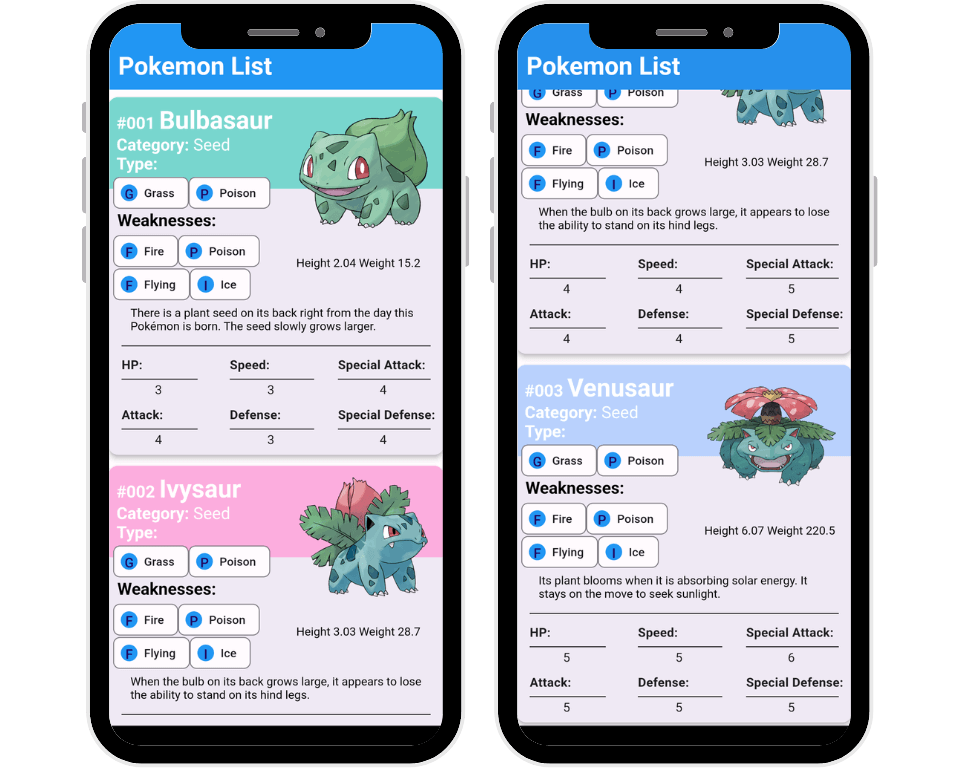 Pokemon List
#001 Bulbasaur
Category: Seed
Type:
G Grass P Poison
Weaknesses:
F Fire P Poison
F Flying I Ice
Height 2.04 Weight 15.2
There is a plant seed on its back right from the day this
Pokémon is born. The seed slowly grows larger.
HP: Speed: Special Attack:
3 3 4
Attack: Defense: Special Defense:
4 3 4
#002 Ivysaur
Category: Seed
Type:
G Grass P Poison
Weaknesses:
F Fire P Poison
F Flying I Ice
Height 3.03 Weight 28.7
When the bulb on its back grows large, it appears to lose
the ability to stand on its hind legs.
Pokemon List
G Grass P Poison
Weaknesses:
F Fire P Poison
F Flying I Ice
Height 3.03 Weight 28.7
When the bulb on its back grows large, it appears to lose
the ability to stand on its hind legs.
HP: Speed: Special Attack:
4 4 5
Attack: Defense: Special Defense:
4 4 5
#003 Venusaur
Category: Seed
Type:
G Grass P Poison
Weaknesses:
F Fire P Poison
F Flying I Ice
Height 6.07 Weight 220.5
Its plant blooms when it is absorbing solar energy. It
stays on the move to seek sunlight.
HP: Speed: Special Attack:
5 5 6
Attack: Defense: Special Defense:
5 5 5